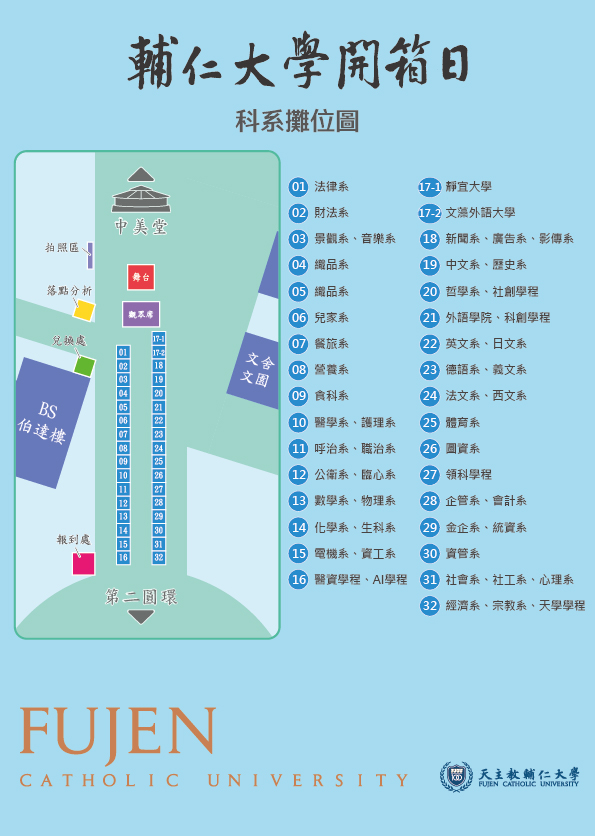 輔仁大學開箱日
科系攤位圖
中美堂
拍照區
舞台
落點分析
觀眾席
兌換處
文舍
文園
BS
伯達樓
報到處
第二圓環
01
02
03
04
05
06
07
08
09
10
11
12
13
14
15
16
17-1
17-2
18
19
20
21
22
23
24
25
26
27
28
29
30
31
32
01 法律系
02 財法系
03 景觀系、音樂系
04 織品系
05 織品系
06 兒家系
07 餐旅系
08 營養系
09 食科系
10 醫學系、護理系
11 呼治系、職治系
12 公衛系、臨心系
13 數學系、物理系
14 化學系、生科系
15 電機系、資工系
16 醫資學程、AI學程
17-1 靜宜大學
17-2 文藻外語大學
18 新聞系、廣告系、影傳系
19 中文系、歷史系
20 哲學系、社創學程
21 外語學院、科創學程
22 英文系、日文系
23 德語系、義文系
24 法文系、西文系
25 體育系
26 圖資系
27 領科學程
28 企管系、會計系
29 金企系、統資系
30 資管系
31 社會系、社工系、心理系
32 經濟系、宗教系、天學學程
FUJEN
CATHOLIC UNIVERSITY
天主教輔仁大學
FUJEN CATHOLIC UNIVERSITY